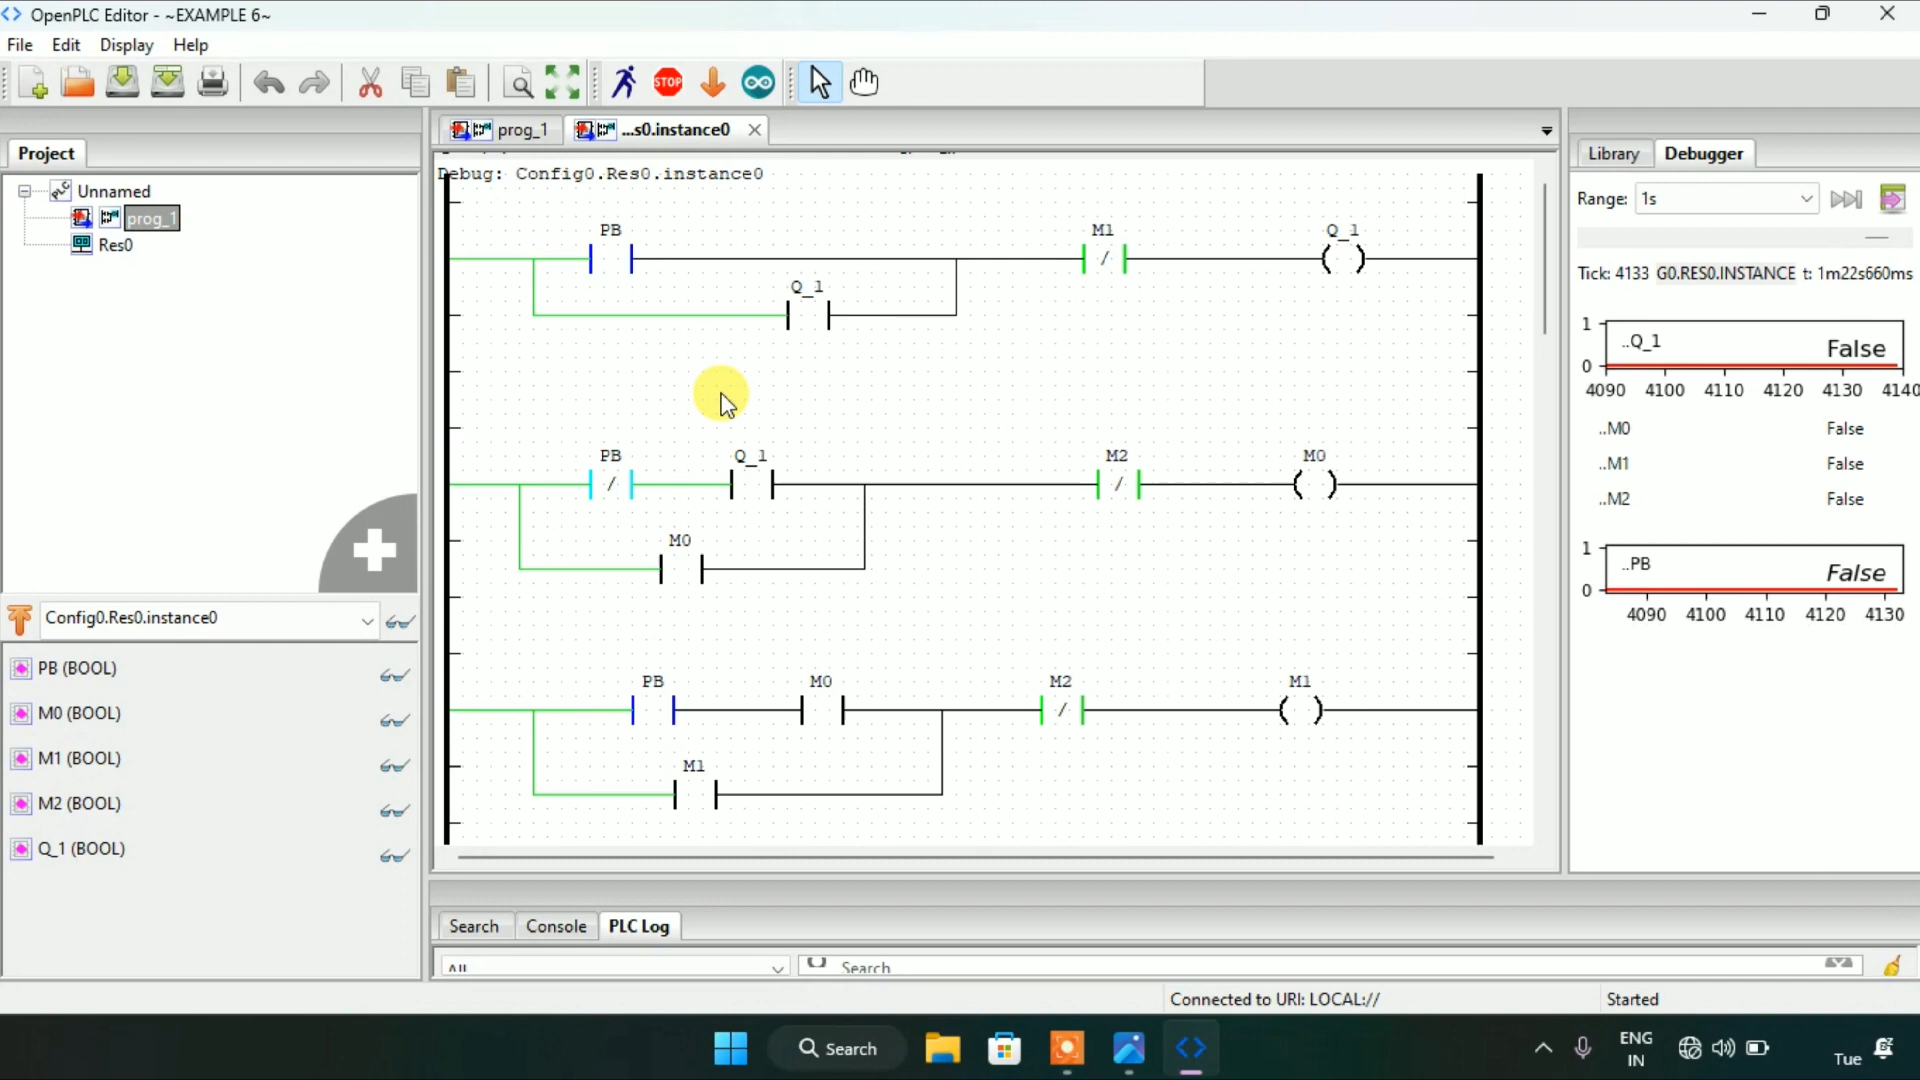 OpenPLC Editor - ~EXAMPLE 6~
File Edit Display Help
STOP
Project
Unnamed
prog_1
Res0
Config0.Res0.instance0
PB (BOOL)
M0 (BOOL)
M1 (BOOL)
M2 (BOOL)
Q_1 (BOOL)
prog_1
...s0.instance0
Debug: Config0.Res0.instance0
PB M1 Q_1
/
Q_1
PB Q_1 M2 M0
/ /
M0
PB M0 M2 M1
/
M1
Library Debugger
Range: 1s
Tick: 4133 G0.RES0.INSTANCE t: 1m22s660ms
1
..Q_1 False
0
4090 4100 4110 4120 4130 4140
..M0 False
..M1 False
..M2 False
1
..PB False
0
4090 4100 4110 4120 4130
Search Console PLC Log
All Search
Connected to URI: LOCAL:// Started
Search
ENG
IN
Tue